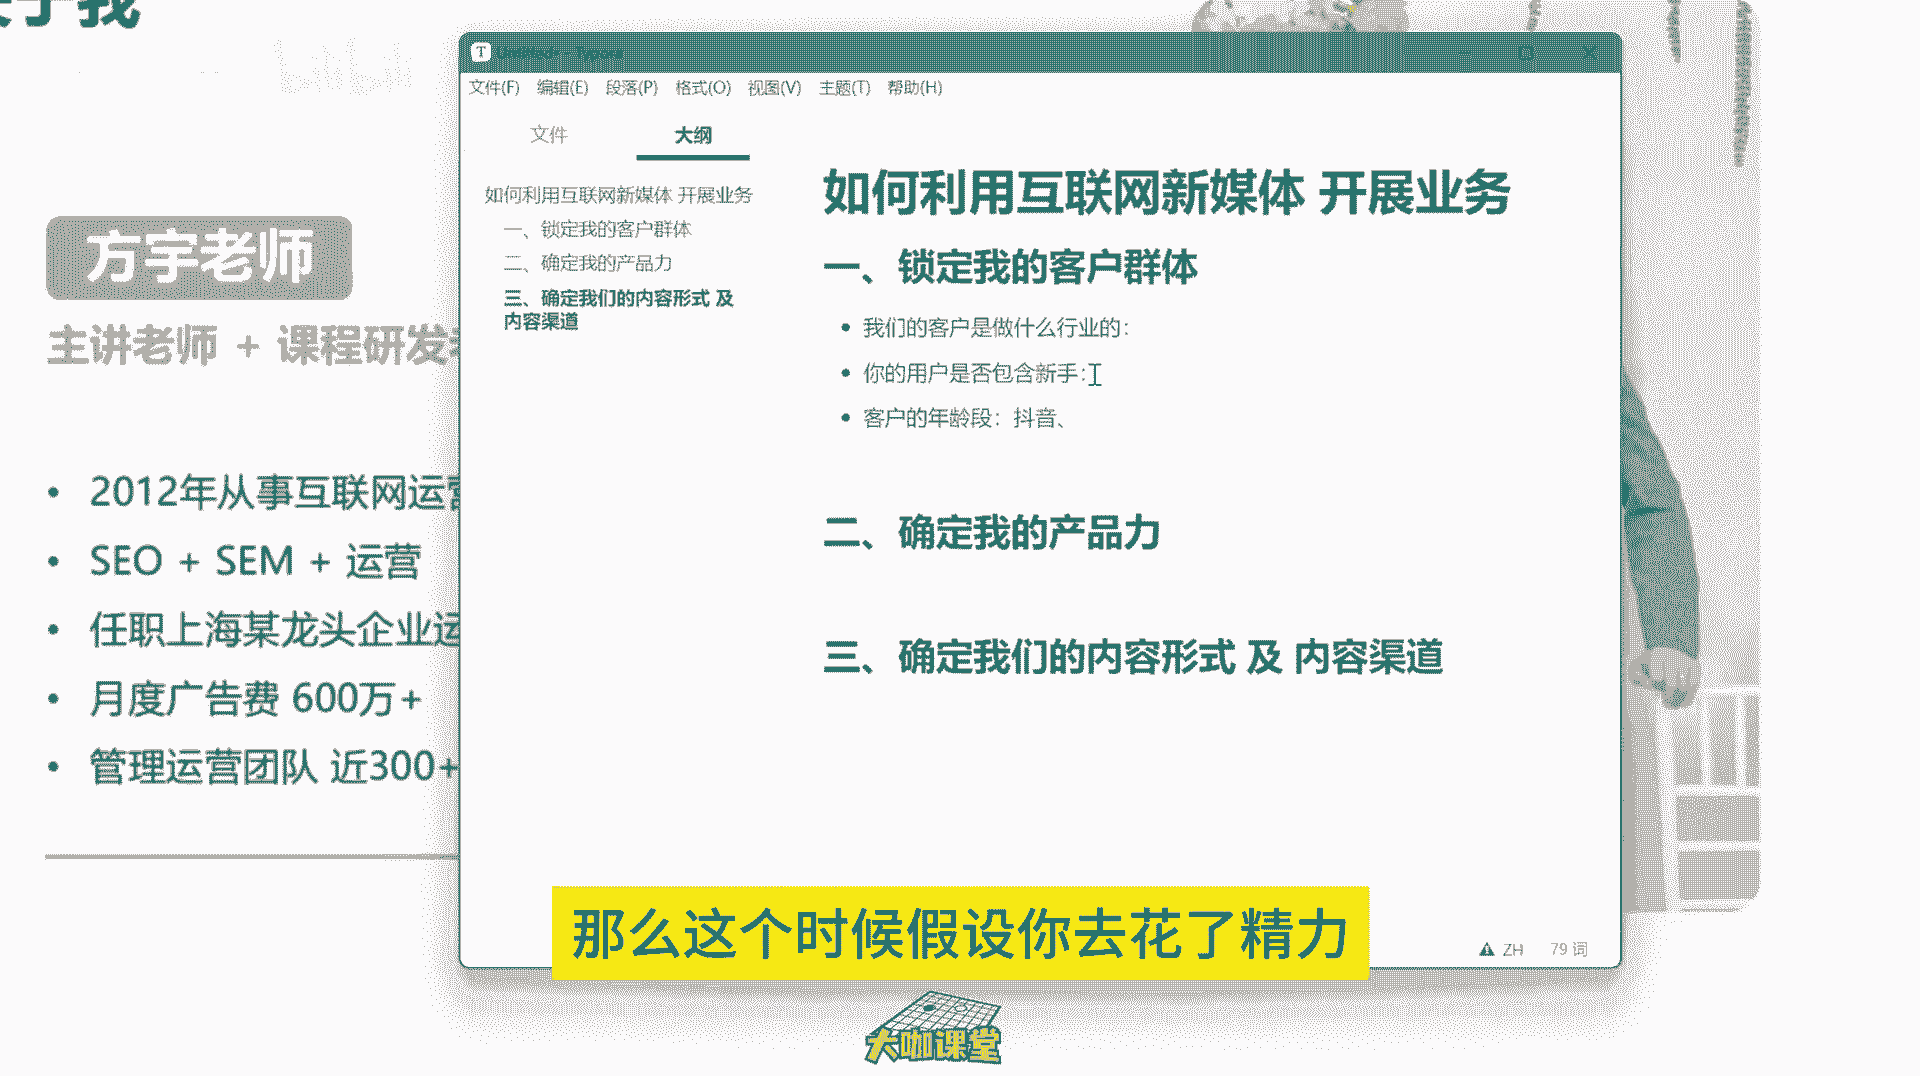 关于我
方宇老师
主讲老师 + 课程研发
2012年从事互联网运营
SEO + SEM + 运营
任职上海某龙头企业运
月度广告费 600万+
管理运营团队 近300+
T
文件(F) 编辑(E) 段落(P) 格式(O) 视图(V) 主题(T) 帮助(H)
文件 大纲
如何利用互联网新媒体 开展业务
一、锁定我的客户群体
二、确定我的产品力
三、确定我们的内容形式 及
内容渠道
如何利用互联网新媒体 开展业务
一、锁定我的客户群体
我们的客户是做什么行业的:
你的用户是否包含新手:
客户的年龄段: 抖音、
二、确定我的产品力
三、确定我们的内容形式 及 内容渠道
ZH 79 词
那么这个时候假设你去花了精力
大咖课堂